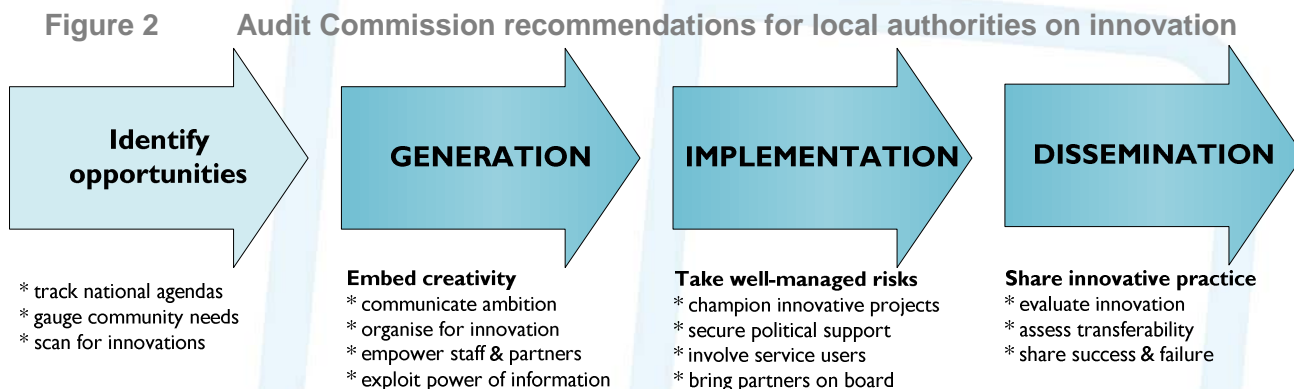 Figure 2 Audit Commission recommendations for local authorities on innovation
Identify
opportunities
* track national agendas
* gauge community needs
* scan for innovations
GENERATION
Embed creativity
* communicate ambition
* organise for innovation
* empower staff & partners
* exploit power of information
IMPLEMENTATION
Take well-managed risks
* champion innovative projects
* secure political support
* involve service users
* bring partners on board
DISSEMINATION
Share innovative practice
* evaluate innovation
* assess transferability
* share success & failure